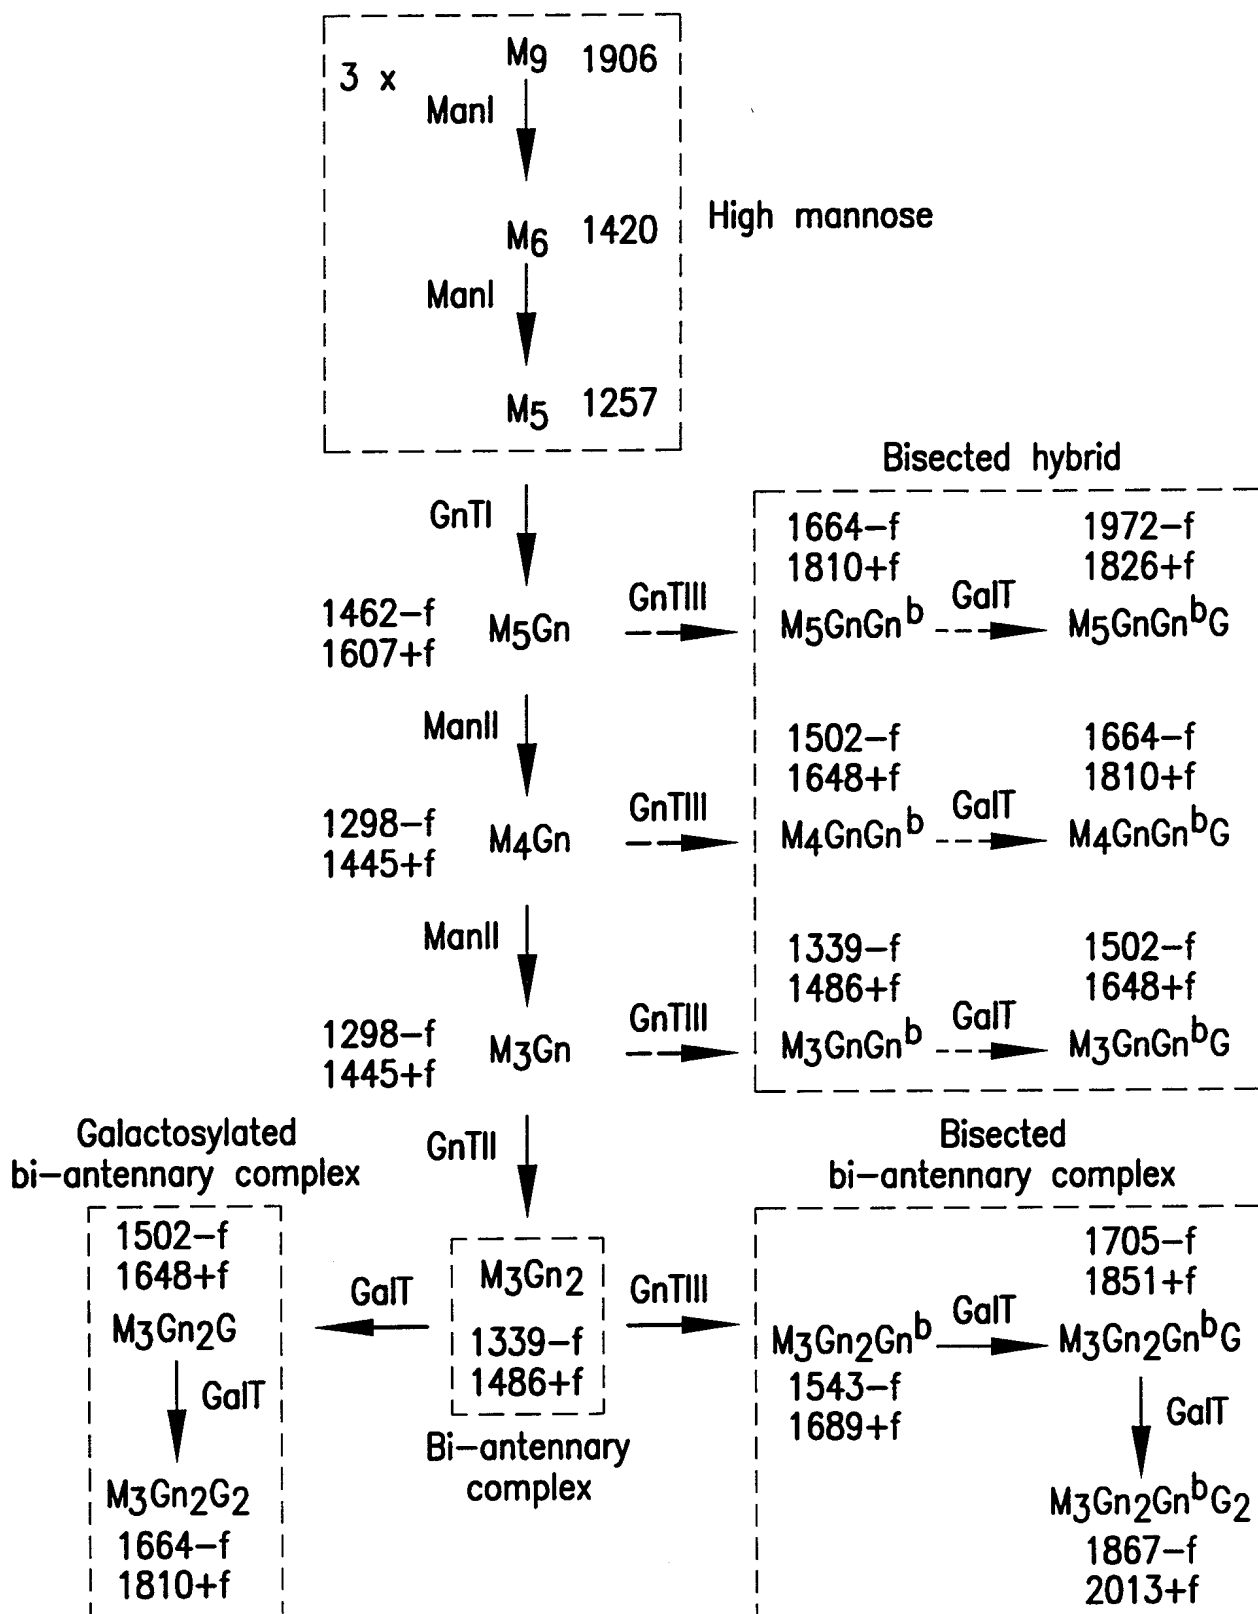 3 x
M9 1906
ManI
M6 1420
High mannose
ManI
M5 1257
Bisected hybrid
GnTI
1664-f
1810+f
1972-f
1826+f
1462-f
1607+f
M5Gn
GnTIII
M5GnGnb
GalT
M5GnGnbG
ManII
1502-f
1648+f
1664-f
1810+f
1298-f
1445+f
M4Gn
GnTIII
M4GnGnb
GalT
M4GnGnbG
ManII
1339-f
1486+f
1502-f
1648+f
1298-f
1445+f
M3Gn
GnTIII
M3GnGnb
GalT
M3GnGnbG
Galactosylated
bi-antennary complex
GnTII
Bisected
bi-antennary complex
1502-f
1648+f
M3Gn2G
GalT
M3Gn2G2
1664-f
1810+f
GalT
M3Gn2
1339-f
1486+f
Bi-antennary
complex
GnTIII
M3Gn2Gnb
1543-f
1689+f
GalT
1705-f
1851+f
M3Gn2GnbG
GalT
M3Gn2GnbG2
1867-f
2013+f